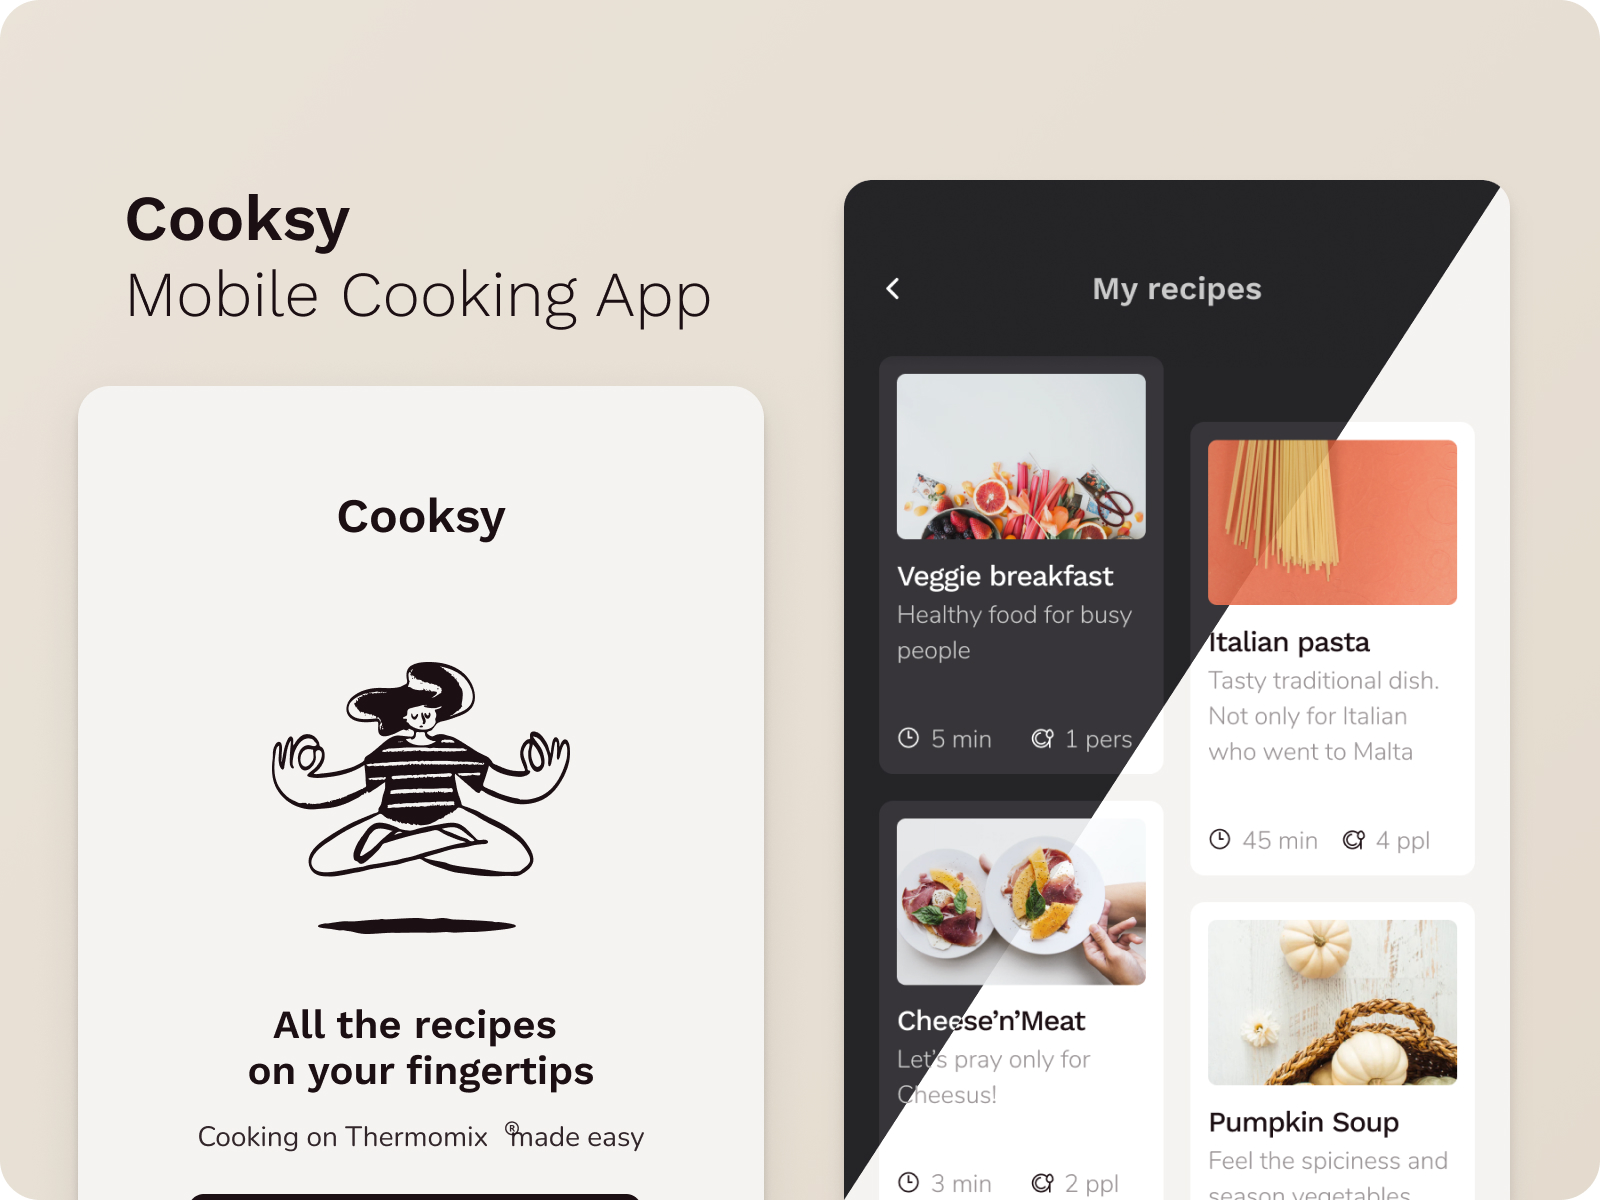 Cooksy
Mobile Cooking App
Cooksy
All the recipes
on your fingertips
Cooking on Thermomix ® made easy
My recipes
Veggie breakfast
Healthy food for busy
people
5 min 1 pers
Cheese’n’Meat
Let’s pray only for
Cheesus!
3 min 2 ppl
Italian pasta
Tasty traditional dish.
Not only for Italian
who went to Malta
45 min 4 ppl
Pumpkin Soup
Feel the spiciness and
season vegetables